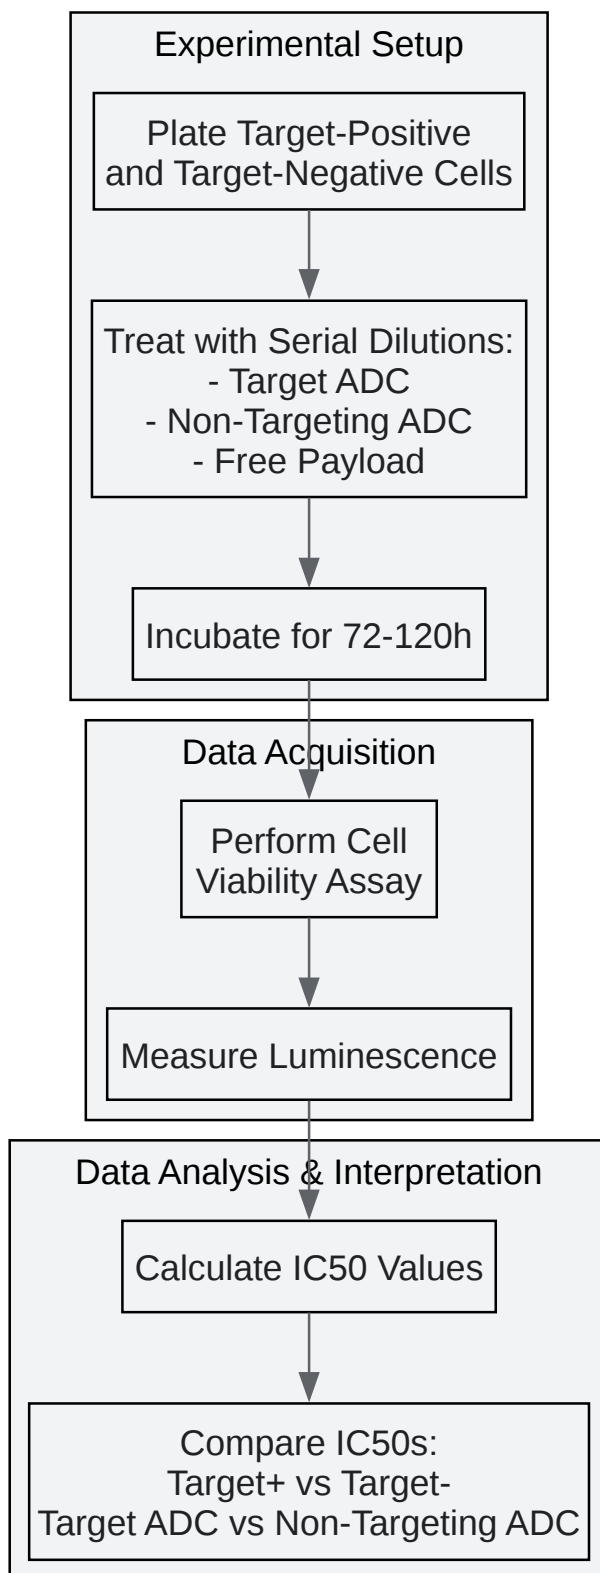 Experimental Setup
Plate Target-Positive
and Target-Negative Cells
Treat with Serial Dilutions:
- Target ADC
- Non-Targeting ADC
- Free Payload
Incubate for 72-120h
Data Acquisition
Perform Cell
Viability Assay
Measure Luminescence
Data Analysis & Interpretation
Calculate IC50 Values
Compare IC50s:
Target+ vs Target-
Target ADC vs Non-Targeting ADC